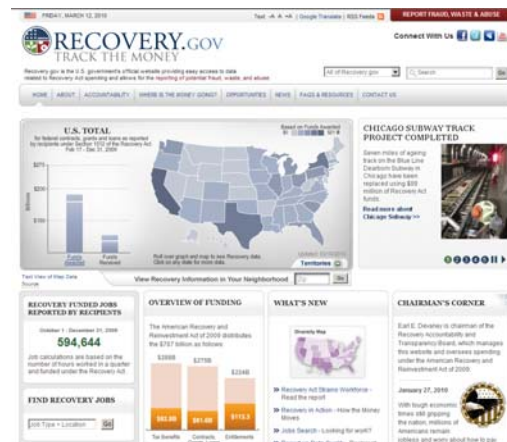 FRIDAY, MARCH 12, 2010
Text -A A +A | Google Translate | RSS Feeds
REPORT FRAUD, WASTE & ABUSE
RECOVERY.GOV
TRACK THE MONEY
Connect With Us
Recovery.gov is the U.S. government's official website providing easy access to data
related to Recovery Act spending and allows for the reporting of potential fraud, waste, and abuse
All of Recovery.gov
Search
Go
HOME | ABOUT | ACCOUNTABILITY | WHERE IS THE MONEY GOING? | OPPORTUNITIES | NEWS | FAQS & RESOURCES | CONTACT US
U.S. TOTAL
for federal contracts, grants and loans as reported
by recipients under Section 1512 of the Recovery Act
Feb 17 - Dec 31, 2009
Based on Funds Awarded
Billions
Funds
Awarded
Funds
Received
Roll over graph and map to see Recovery data.
Click on any state for more data.
Territories
Text View of Map Data
Source
View Recovery Information in Your Neighborhood
Go
CHICAGO SUBWAY TRACK
PROJECT COMPLETED
Seven miles of ageing
track on the Blue Line
Dearborn Subway in
Chicago have been
replaced using
million of Recovery Act
funds.
Read more about
Chicago Subway >>
1 2 3 4 5
RECOVERY FUNDED JOBS
REPORTED BY RECIPIENTS
October 1 - December 31, 2009
594,644
Job calculations are based on the
number of hours worked in a quarter
and funded under the Recovery Act
FIND RECOVERY JOBS
Job Type + Location
Go
OVERVIEW OF FUNDING
The American Recovery and
Reinvestment Act of 2009 distributes
the $787 billion as follows
$288B
$275B
$224B
Tax Benefits
Contracts,
Entitlements
WHAT'S NEW
Diversity Map
Recovery Act Strains Workforce -
Read the report
Recovery in Action - How the Money
Moves
Jobs Search - Looking for work?
CHAIRMAN'S CORNER
Earl E. Devaney is chairman of the
Recovery Accountability and
Transparency Board, which manages
this website and oversees spending
under the American Recovery and
Reinvestment Act of 2009.
January 27, 2010
With tough economic
times still gripping
the nation, millions of
Americans remain
jobless and worry about how to pay